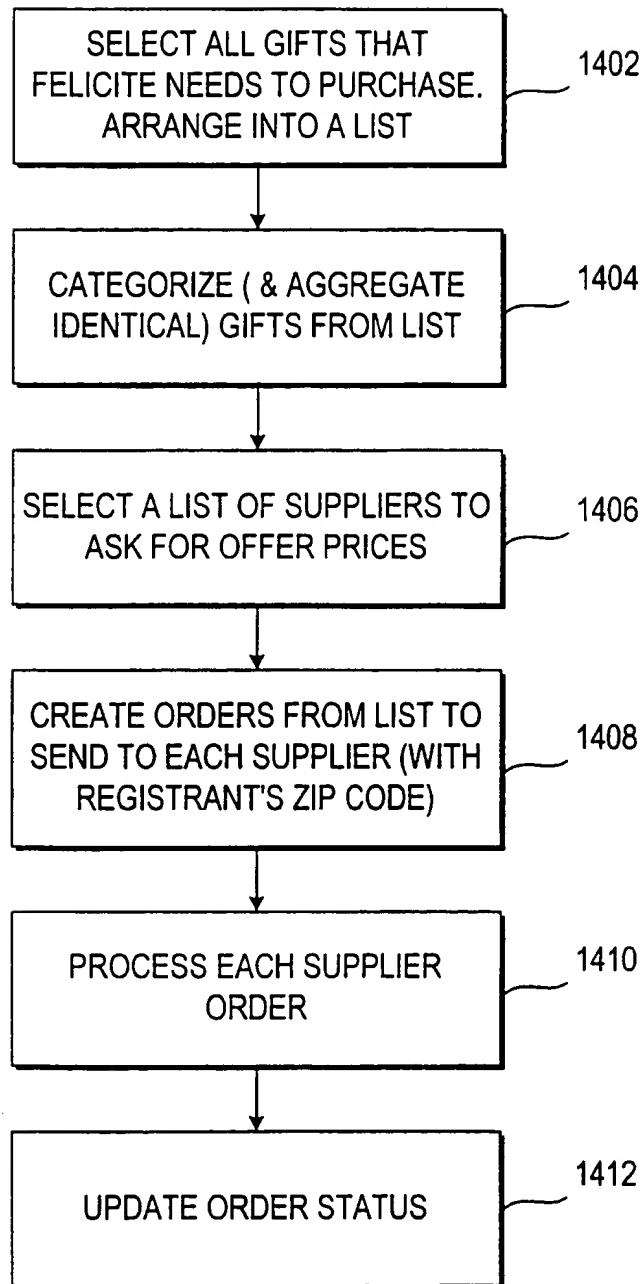 SELECT ALL GIFTS THAT
FELICITE NEEDS TO PURCHASE.
ARRANGE INTO A LIST
1402
CATEGORIZE ( & AGGREGATE
IDENTICAL) GIFTS FROM LIST
1404
SELECT A LIST OF SUPPLIERS TO
ASK FOR OFFER PRICES
1406
CREATE ORDERS FROM LIST TO
SEND TO EACH SUPPLIER (WITH
REGISTRANT'S ZIP CODE)
1408
PROCESS EACH SUPPLIER
ORDER
1410
UPDATE ORDER STATUS
1412